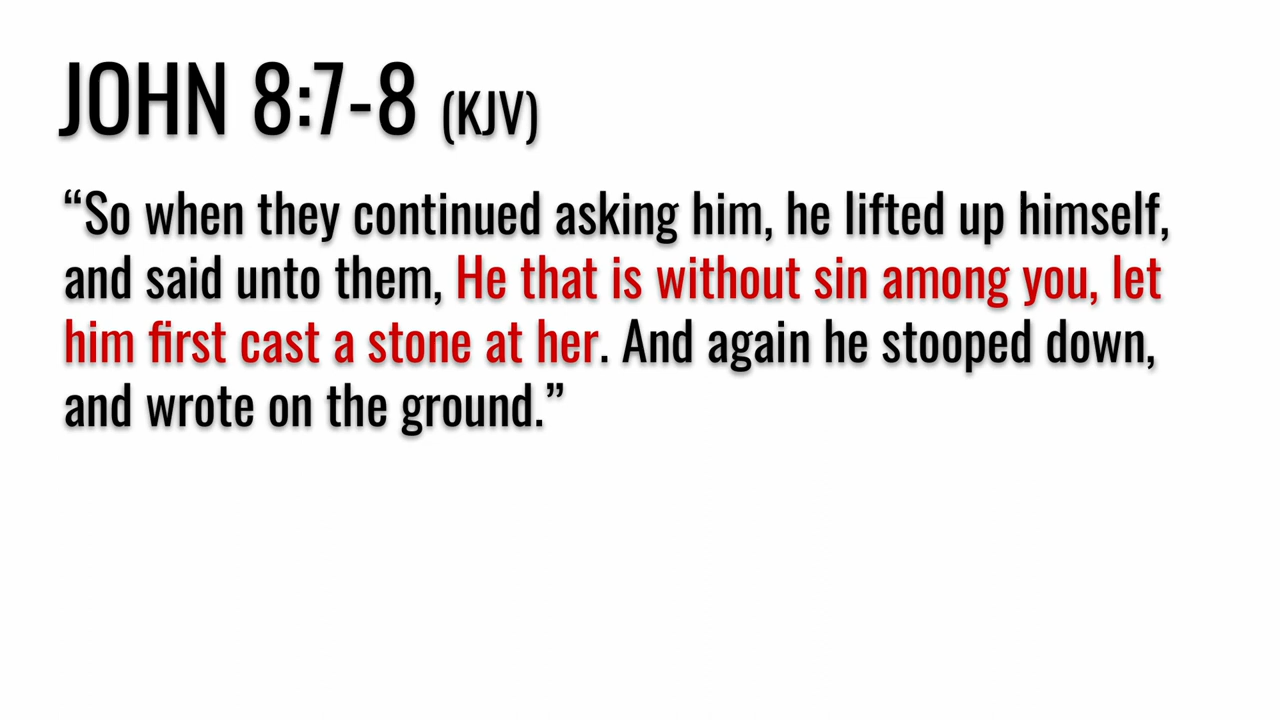 JOHN 8:7-8 (KJV)
“So when they continued asking him, he lifted up himself,
and said unto them, He that is without sin among you, let
him first cast a stone at her. And again he stooped down,
and wrote on the ground.”